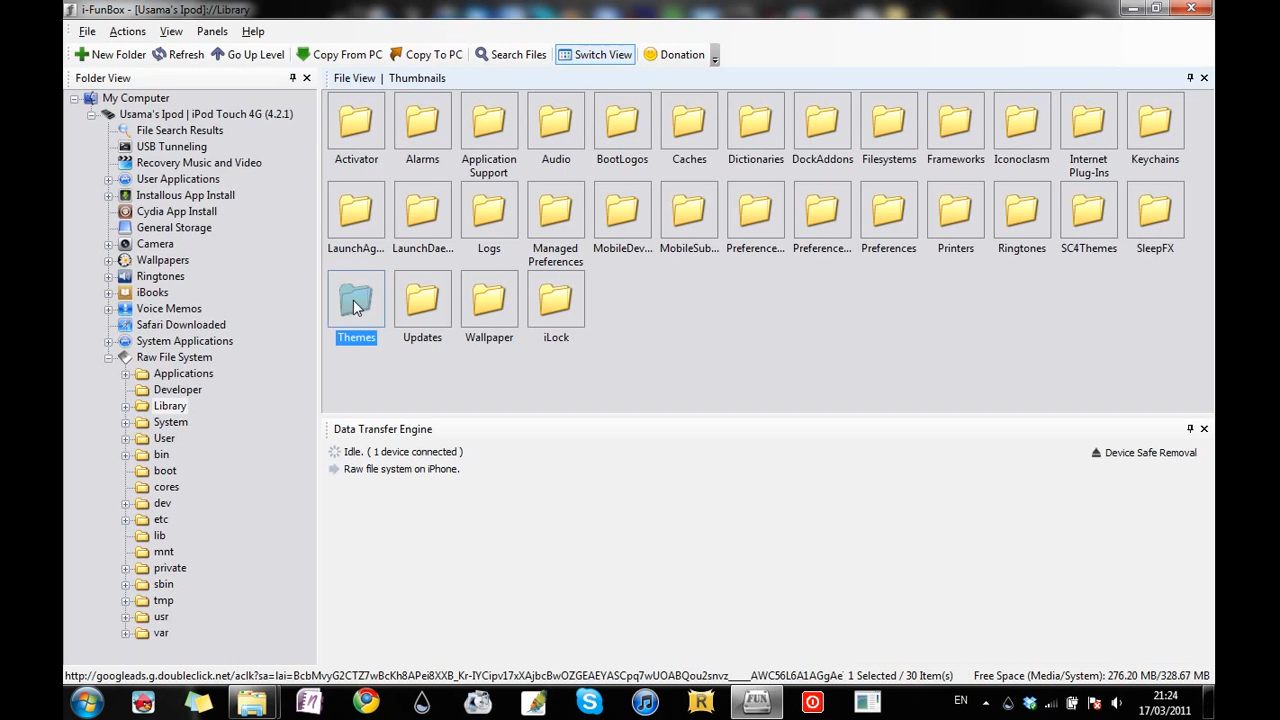 i-FunBox - [Usama's Ipod]://Library
File Actions View Panels Help
New Folder Refresh Go Up Level Copy From PC Copy To PC Search Files Switch View Donation
Folder View
File View | Thumbnails
My Computer
Usama's Ipod | iPod Touch 4G (4.2.1)
File Search Results
USB Tunneling
Recovery Music and Video
User Applications
Installous App Install
Cydia App Install
General Storage
Camera
Wallpapers
Ringtones
iBooks
Voice Memos
Safari Downloaded
System Applications
Raw File System
Applications
Developer
Library
System
User
bin
boot
cores
dev
etc
lib
mnt
private
sbin
tmp
usr
var
Activator Alarms Application Support Audio BootLogos Caches Dictionaries DockAddons Filesystems Frameworks Iconoclasm Internet Plug-Ins Keychains
LaunchAg... LaunchDae... Logs Managed Preferences MobileDev... MobileSub... Preference... Preference... Preferences Printers Ringtones SC4Themes SleepFX
Themes Updates Wallpaper iLock
Data Transfer Engine
Idle. ( 1 device connected )
Device Safe Removal
Raw file system on iPhone.
1 Selected / 30 Item(s) Free Space (Media/System): 276.20 MB/328.67 MB
FUN
EN
21:24
17/03/2011